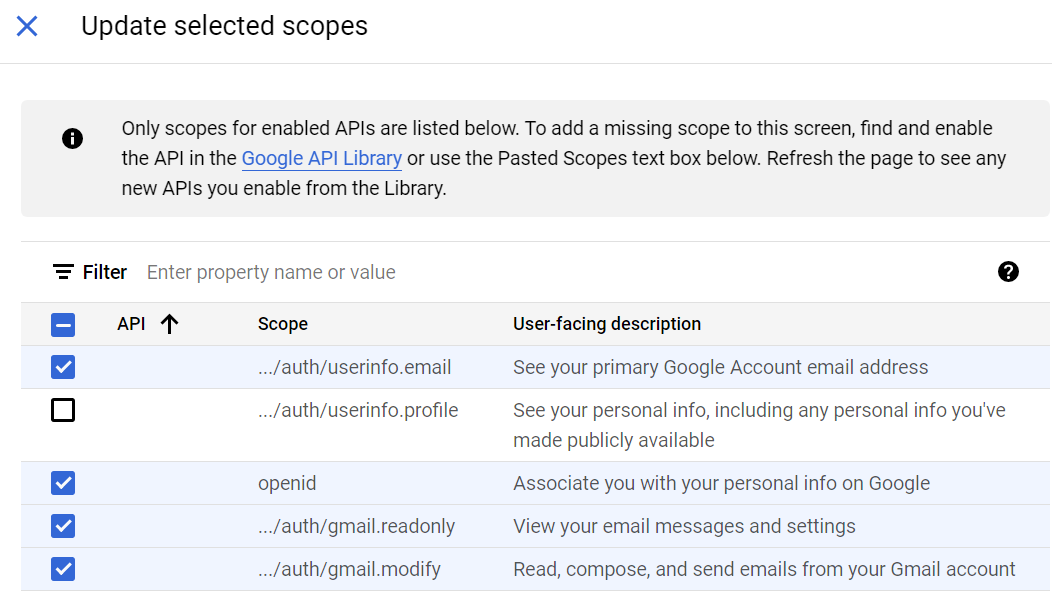 Update selected scopes
Only scopes for enabled APIs are listed below. To add a missing scope to this screen, find and enable
the API in the Google API Library or use the Pasted Scopes text box below. Refresh the page to see any
new APIs you enable from the Library.
Filter Enter property name or value
API Scope User-facing description
.../auth/userinfo.email See your primary Google Account email address
.../auth/userinfo.profile See your personal info, including any personal info you've
made publicly available
openid Associate you with your personal info on Google
.../auth/gmail.readonly View your email messages and settings
.../auth/gmail.modify Read, compose, and send emails from your Gmail account